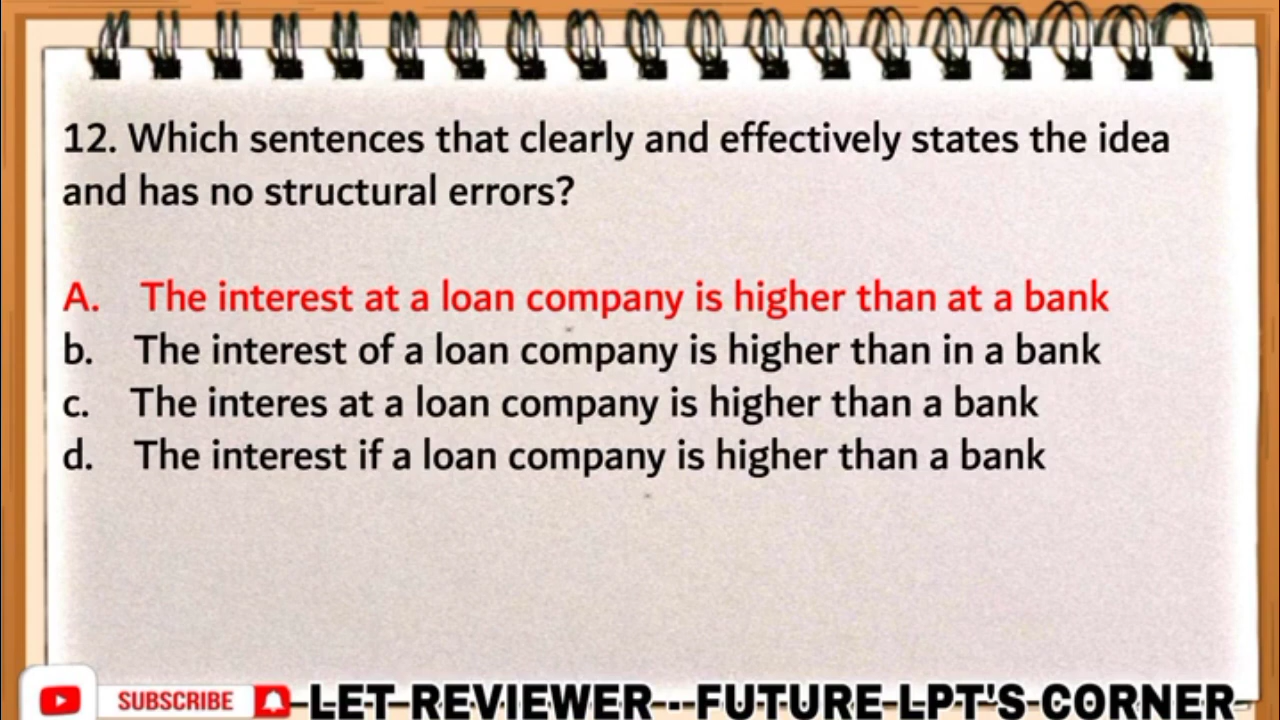 12. Which sentences that clearly and effectively states the idea
and has no structural errors?
A. The interest at a loan company is higher than at a bank
b. The interest of a loan company is higher than in a bank
c. The interes at a loan company is higher than a bank
d. The interest if a loan company is higher than a bank
SUBSCRIBE LET REVIEWER - FUTURE LPT'S CORNER